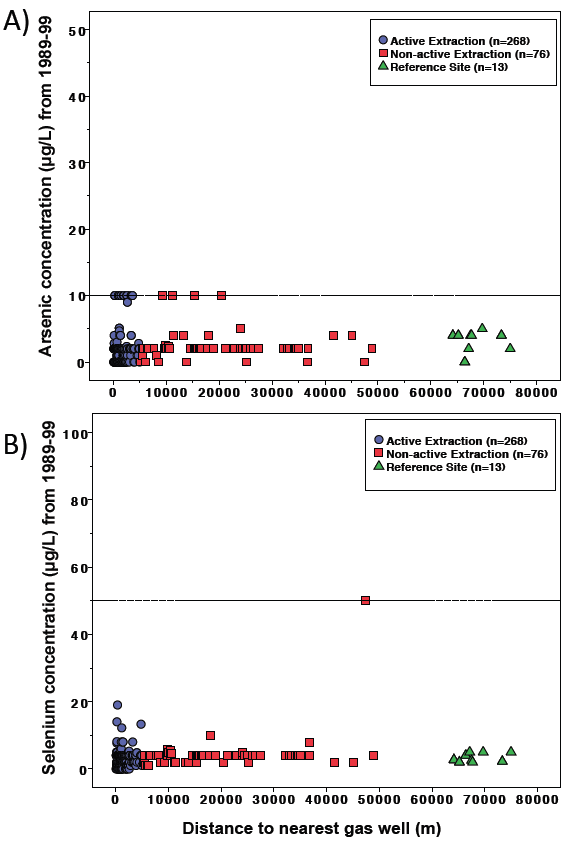 A)
Arsenic concentration (µg/L) from 1989-99
50
40
30
20
10
0
Active Extraction (n=268)
Non-active Extraction (n=76)
Reference Site (n=13)
0 10000 20000 30000 40000 50000 60000 70000 80000
B)
Selenium concentration (µg/L) from 1989-99
100
80
60
40
20
0
Active Extraction (n=268)
Non-active Extraction (n=76)
Reference Site (n=13)
0 10000 20000 30000 40000 50000 60000 70000 80000
Distance to nearest gas well (m)